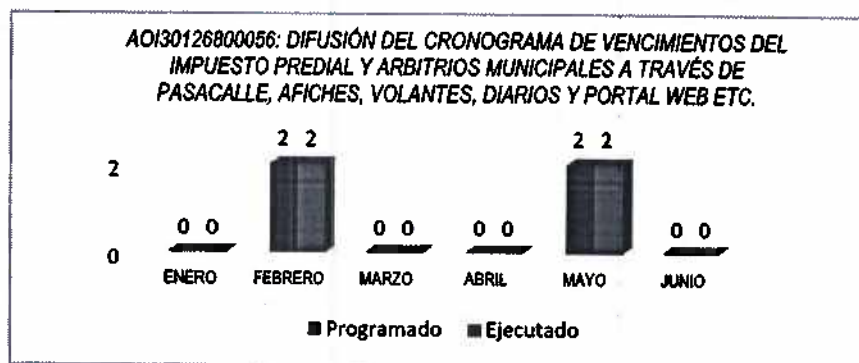 AOI30126800056: DIFUSIÓN DEL CRONOGRAMA DE VENCIMIENTOS DEL
IMPUESTO PREDIAL Y ARBITRIOS MUNICIPALES A TRAVÉS DE
PASACALLE, AFICHES, VOLANTES, DIARIOS Y PORTAL WEB ETC.
2 2 2 2
2
0 0 0 0 0 0 0 0
0
ENERO FEBRERO MARZO ABRIL MAYO JUNIO
Programado Ejecutado